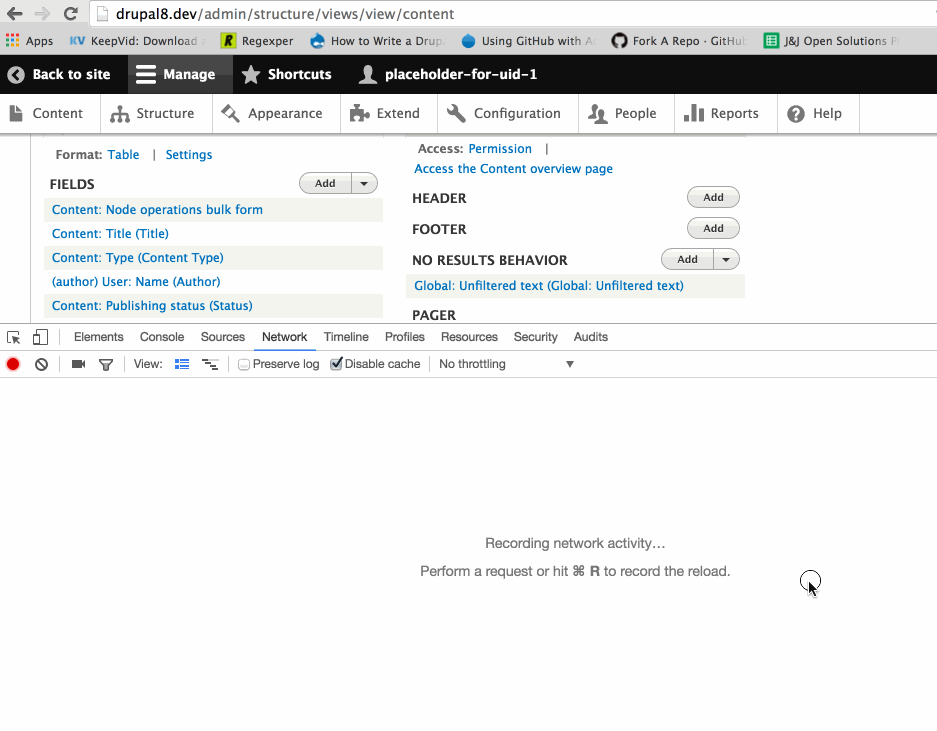 drupal8.dev/admin/structure/views/view/content
Apps KV KeepVid: Download R Regexper How to Write a Drup Using GitHub with Fork A Repo · GitHub J&J Open Solutions
Back to site Manage Shortcuts placeholder-for-uid-1
Content Structure Appearance Extend Configuration People Reports Help
Format: Table | Settings
FIELDS Add
Content: Node operations bulk form
Content: Title (Title)
Content: Type (Content Type)
(author) User: Name (Author)
Content: Publishing status (Status)
Access: Permission |
Access the Content overview page
HEADER Add
FOOTER Add
NO RESULTS BEHAVIOR Add
Global: Unfiltered text (Global: Unfiltered text)
PAGER
Elements Console Sources Network Timeline Profiles Resources Security Audits
View: Preserve log Disable cache No throttling
Recording network activity…
Perform a request or hit ⌘ R to record the reload.